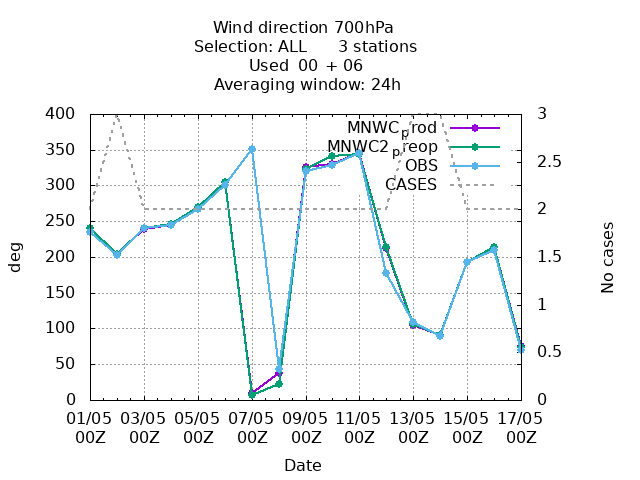 Wind direction 700hPa
Selection: ALL 3 stations
Used 00 + 06
Averaging window: 24h
400
350
300
250
200
150
100
50
0
deg
3
2.5
2
1.5
1
0.5
0
No cases
MNWCprod
MNWC2preop
OBS
CASES
01/05 03/05 05/05 07/05 09/05 11/05 13/05 15/05 17/05
00Z 00Z 00Z 00Z 00Z 00Z 00Z 00Z 00Z
Date